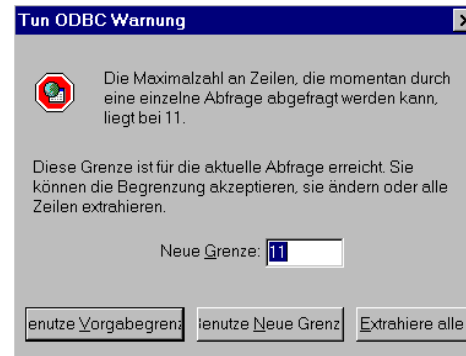 Tun ODBC Warnung
Die Maximalzahl an Zeilen, die momentan durch
eine einzelne Abfrage abgefragt werden kann,
liegt bei 11.
Diese Grenze ist für die aktuelle Abfrage erreicht. Sie
können die Begrenzung akzeptieren, sie ändern oder alle
Zeilen extrahieren.
Neue Grenze: 11
enutze Vorgabegrenz
enutze Neue Grenz
Extrahiere alle